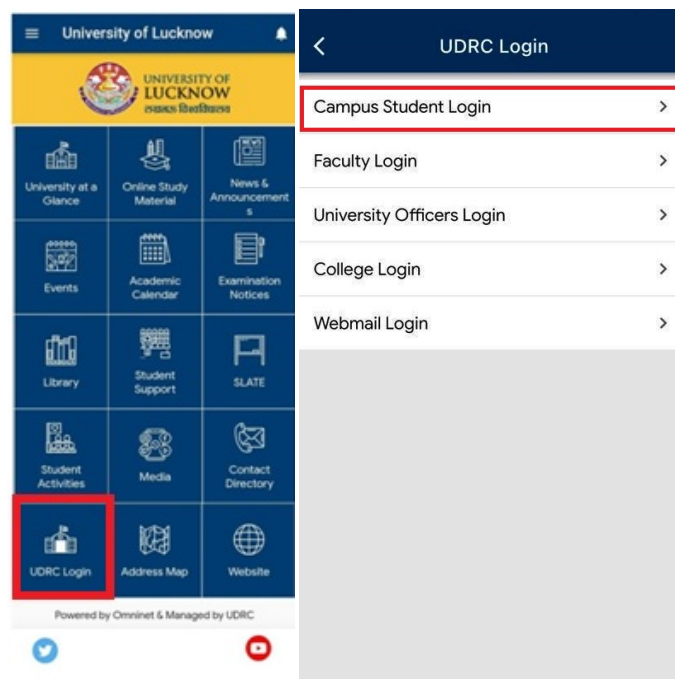 University of Lucknow
UNIVERSITY OF
LUCKNOW
लखनऊ विश्वविद्यालय
University at a
Glance
Online Study
Material
News &
Announcement
s
Events
Academic
Calendar
Examination
Notices
Library
Student
Support
SLATE
Student
Activities
Media
Contact
Directory
UDRC Login
Address Map
Website
Powered by Omninet & Managed by UDRC
UDRC Login
Campus Student Login
Faculty Login
University Officers Login
College Login
Webmail Login